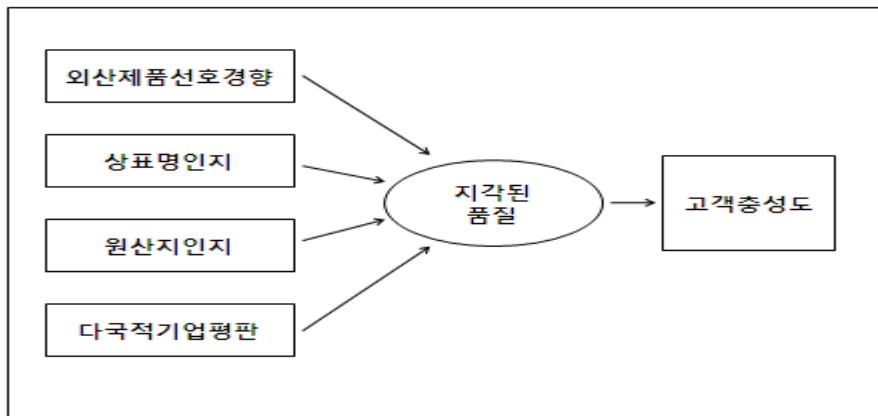 외산제품선호경향
상표명인지
원산지인지
다국적기업평판
지각된
품질
고객충성도